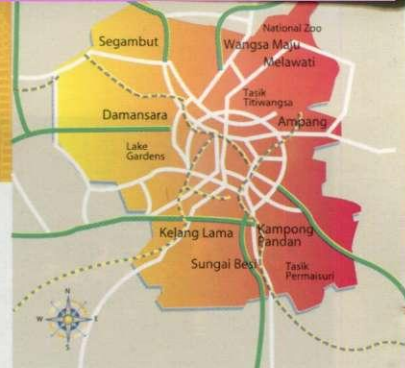 National Zoo
Segambut
Wangsa Maju
Melawati
Tasik
Titiwangsa
Damansara
Ampang
Lake
Gardens
Kelang Lama
Kampong
Pandan
Sungai Besi
Tasik
Permaisuri
N
W
E
S